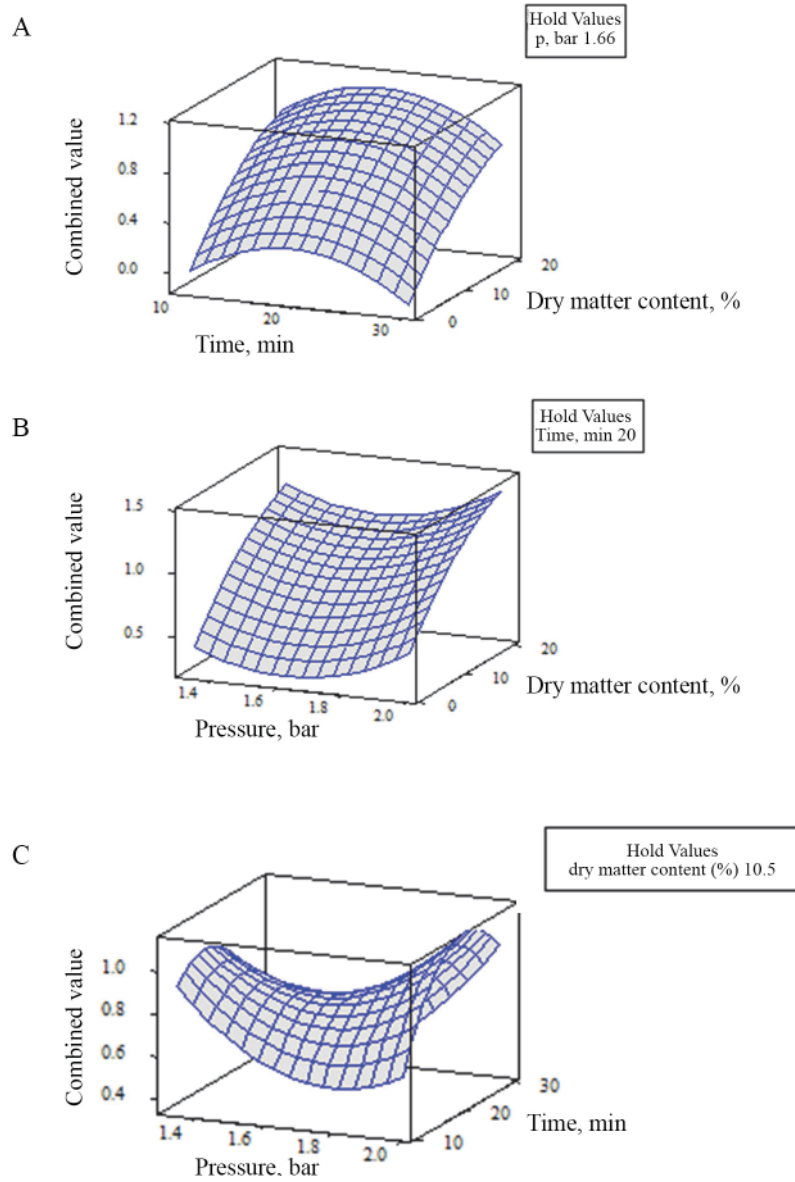 A
Hold Values
p, bar 1.66
Combined value
1.2
0.8
0.4
0.0
10
20
30
Time, min
0
10
20
Dry matter content, %
B
Hold Values
Time, min 20
Combined value
1.5
1.0
0.5
1.4
1.6
1.8
2.0
Pressure, bar
0
10
20
Dry matter content, %
C
Hold Values
dry matter content (%) 10.5
Combined value
1.0
0.8
0.6
0.4
1.4
1.6
1.8
2.0
Pressure, bar
10
20
30
Time, min